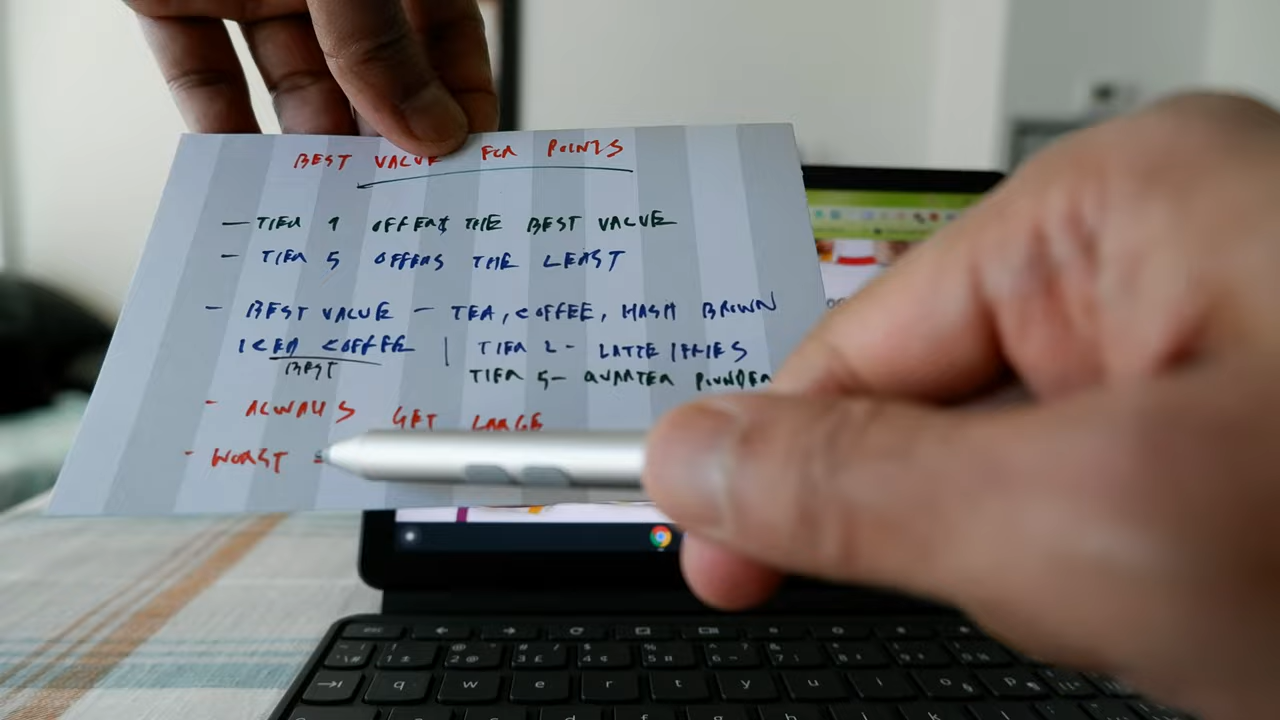 BEST VALUE FOR POINTS
- TIER 1 OFFERS THE BEST VALUE
- TIER 5 OFFERS THE LEAST
- BEST VALUE - TEA, COFFEE, HASH BROWN
ICED COFFEE | TIER 2 - LATTE
BEST
TIER 5 - QUARTER POUNDER
- ALWAYS GET LARGE
- WORST
esc
q w e r t y u i o p